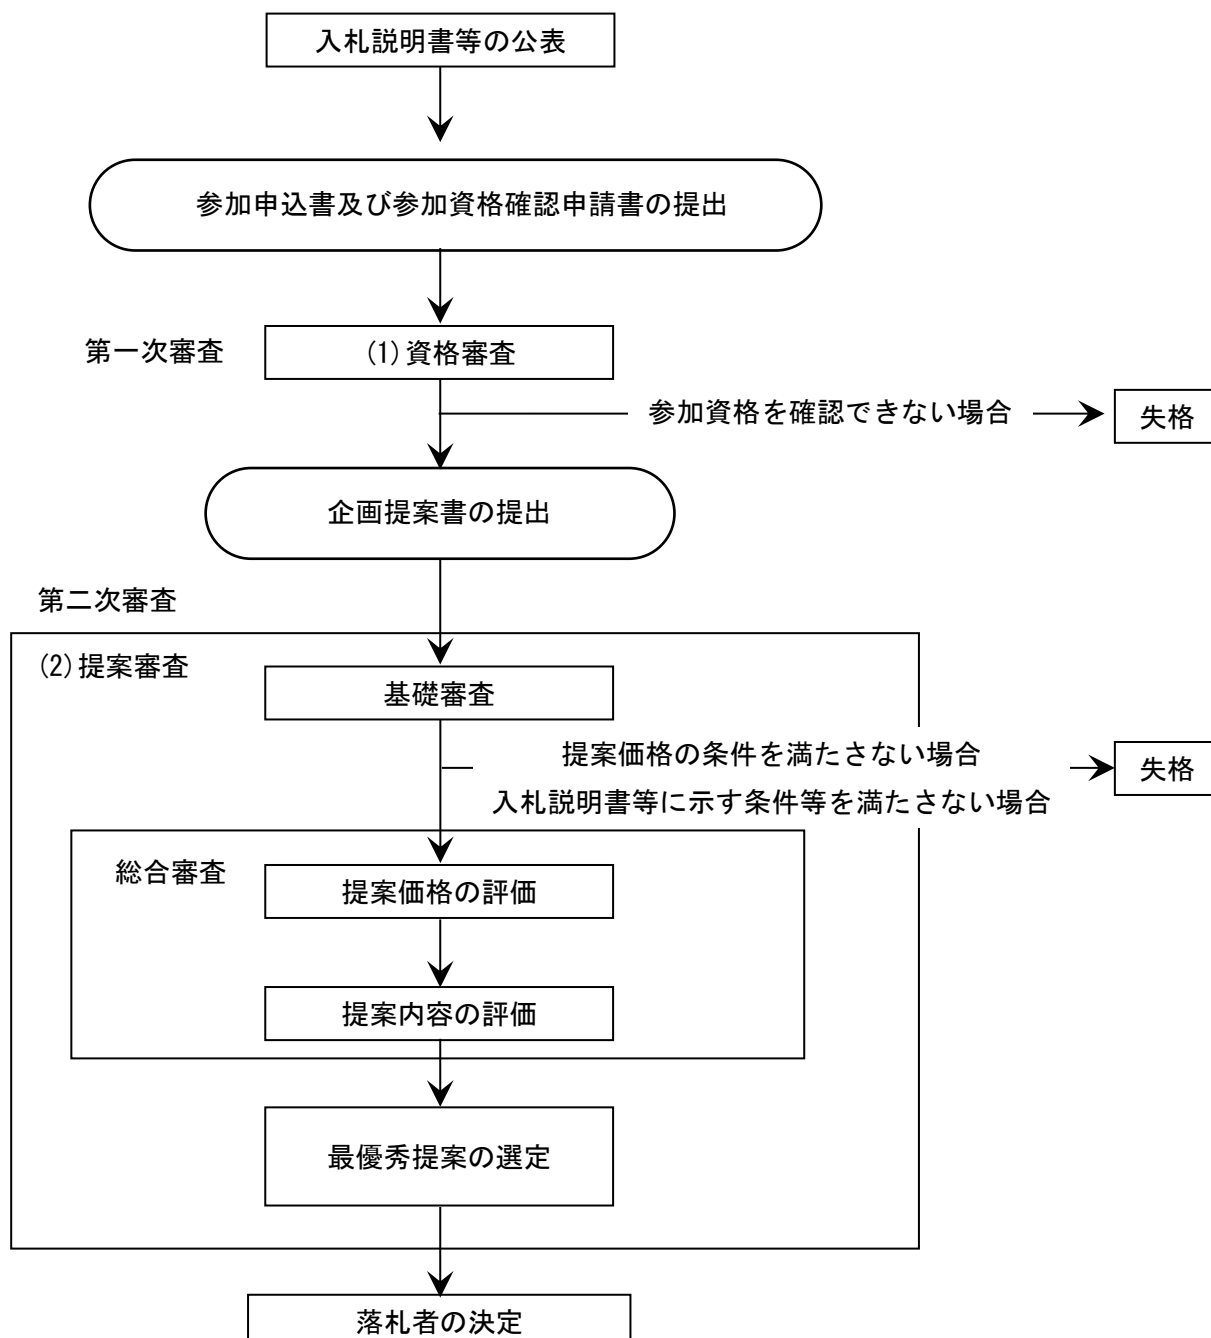 入札説明書等の公表
参加申込書及び参加資格確認申請書の提出
第一次審査
(1)資格審査
参加資格を確認できない場合
失格
企画提案書の提出
第二次審査
(2)提案審査
基礎審査
提案価格の条件を満たさない場合
入札説明書等に示す条件等を満たさない場合
失格
総合審査
提案価格の評価
提案内容の評価
最優秀提案の選定
落札者の決定